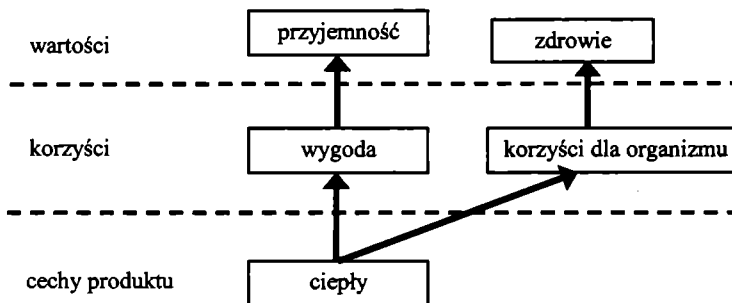 wartości
przyjemność
zdrowie
korzyści
wygoda
korzyści dla organizmu
cechy produktu
ciepły